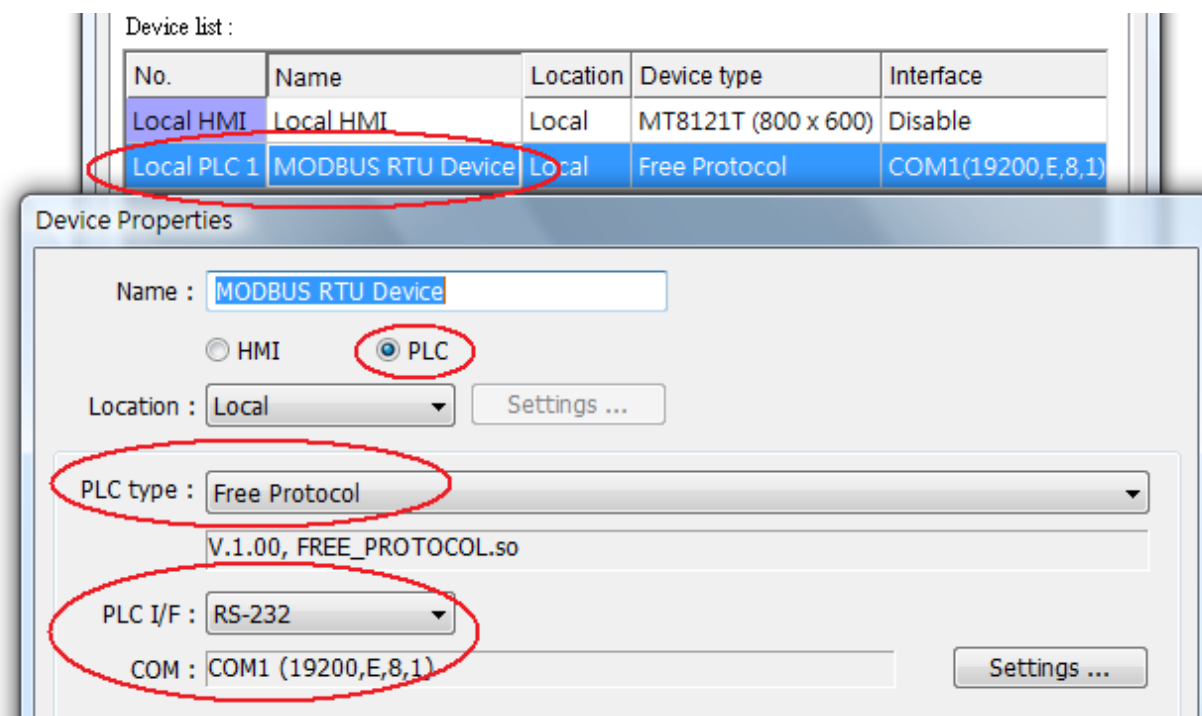 Device list :
No. Name Location Device type Interface
Local HMI Local HMI Local MT8121T (800 x 600) Disable
Local PLC 1 MODBUS RTU Device Local Free Protocol COM1(19200,E,8,1)
Device Properties
Name : MODBUS RTU Device
HMI PLC
Location : Local Settings ...
PLC type : Free Protocol
V.1.00, FREE_PROTOCOL.so
PLC I/F : RS-232
COM : COM1 (19200,E,8,1) Settings ...